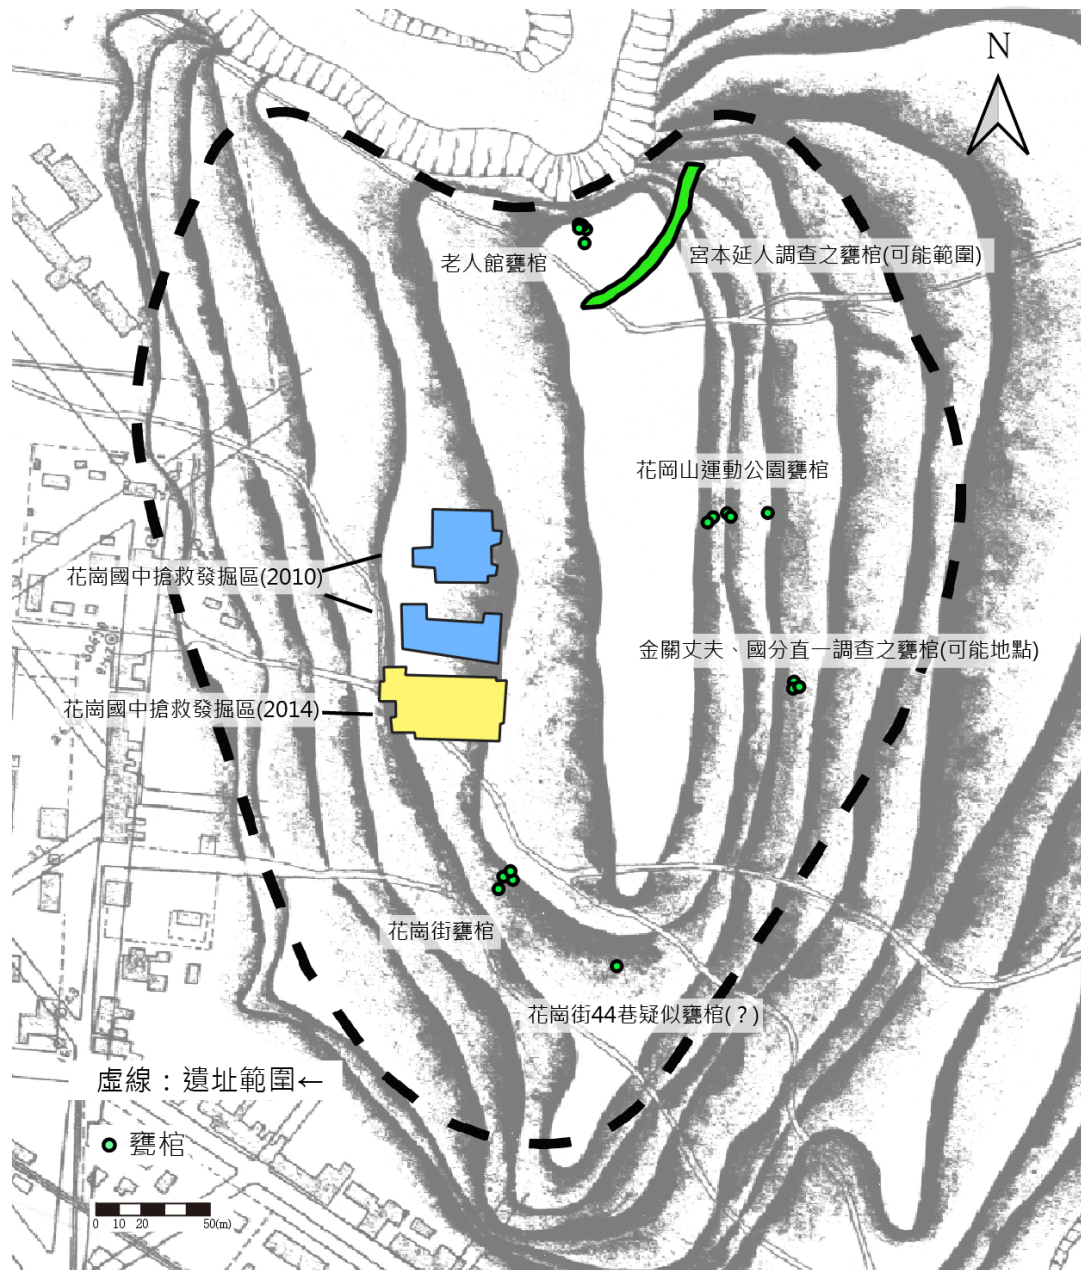 N
老人館甕棺
宮本延人調查之甕棺(可能範圍)
花岡山運動公園甕棺
花崗國中搶救發掘區(2010)
金關丈夫、國分直一調查之甕棺(可能地點)
花崗國中搶救發掘區(2014)
花崗街甕棺
花崗街44巷疑似甕棺(？)
虛線：遺址範圍←
甕棺
0 10 20 50(m)